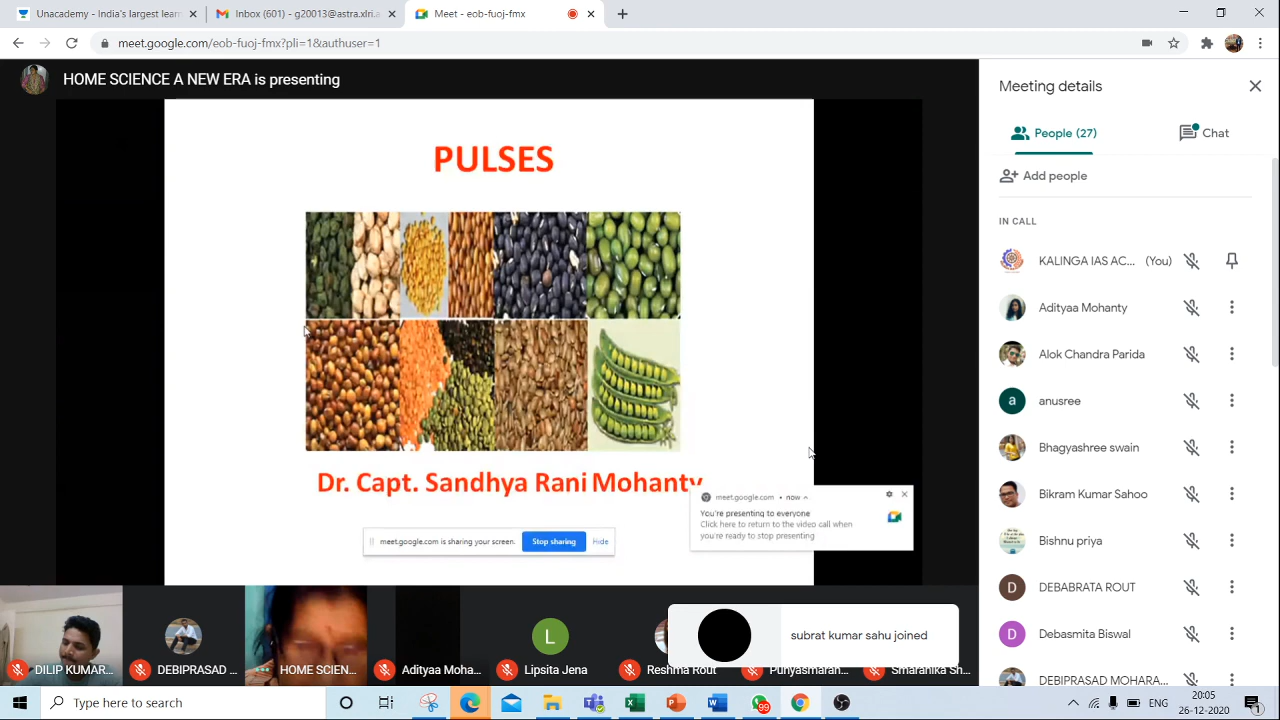 Unacademy - India's largest learn
Inbox (601) - g20013@astra.xlri.
Meet - eob-fuoj-fmx
meet.google.com/eob-fuoj-fmx?pli=1&authuser=1
HOME SCIENCE A NEW ERA is presenting
PULSES
Dr. Capt. Sandhya Rani Mohanty
meet.google.com • now
You're presenting to everyone
Click here to return to the video call when
you're ready to stop presenting
meet.google.com is sharing your screen.
Stop sharing
Hide
subrat kumar sahu joined
DILIP KUMAR...
DEBIPRASAD ...
HOME SCIEN...
Adityaa Moha...
L
Lipsita Jena
Reshma Rout
Punyasmaran...
Smaranika Sh...
Meeting details
People (27)
Chat
Add people
IN CALL
KALINGA IAS AC... (You)
Adityaa Mohanty
Alok Chandra Parida
a
anusree
Bhagyashree swain
Bikram Kumar Sahoo
Bishnu priya
D
DEBABRATA ROUT
D
Debasmita Biswal
DEBIPRASAD MOHARA...
Type here to search
99
ENG
20:05
26-12-2020
1